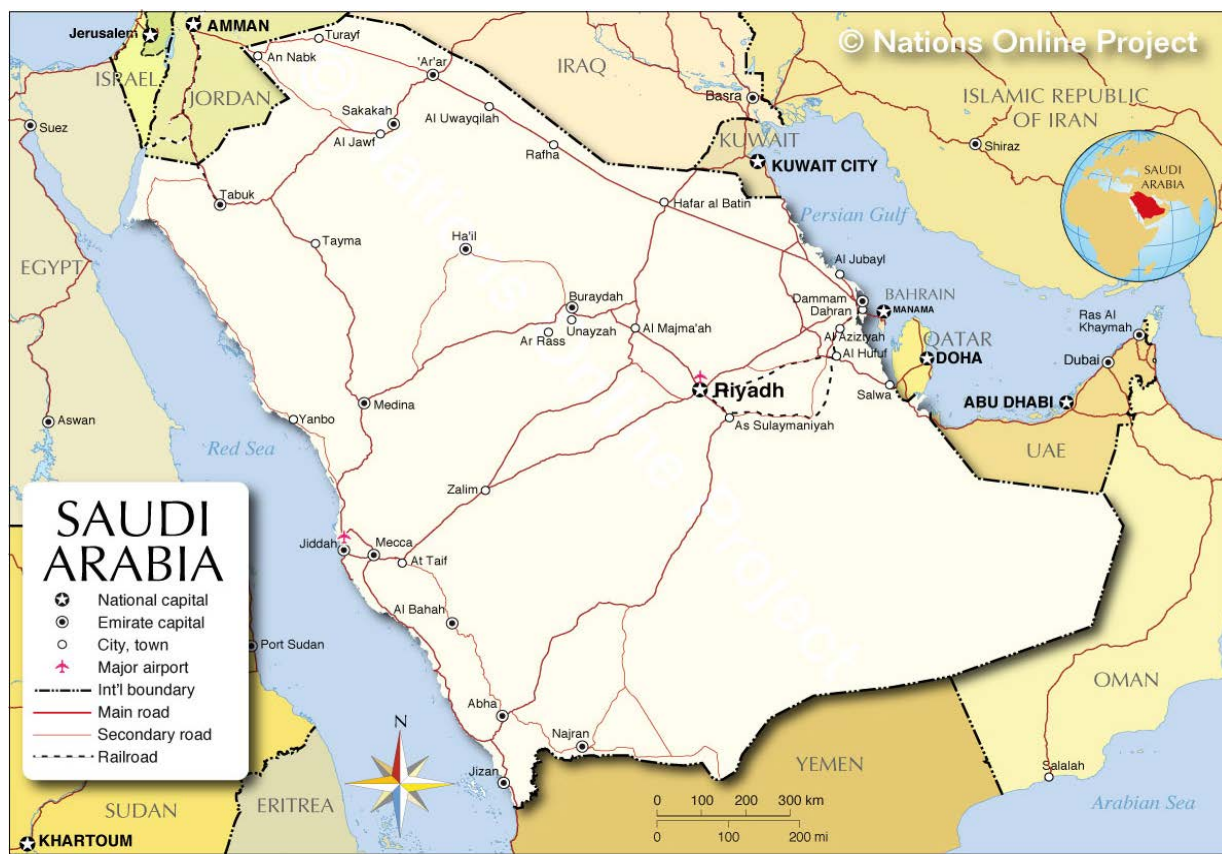 © Nations Online Project
Jerusalem
AMMAN
Turayf
An Nabk
'Ar'ar
IRAQ
ISRAEL
JORDAN
Basra
ISLAMIC REPUBLIC
OF IRAN
Suez
Sakakah
Al Uwayqilah
Al Jawf
Rafha
KUWAIT
Shiraz
KUWAIT CITY
SAUDI
ARABIA
Tabuk
Hafar al Batin
Persian Gulf
Tayma
Ha'il
EGYPT
Al Jubayl
Buraydah
Dammam
BAHRAIN
MANAMA
Dahran
Unayzah
Al Majma'ah
Ar Rass
Al Aziziyah
Ras Al
Khaymah
QATAR
DOHA
Al Hufuf
Dubai
Riyadh
Salwa
ABU DHABI
Medina
Yanbo
As Sulaymaniyah
Aswan
Red Sea
UAE
Zalim
SAUDI
ARABIA
Jiddah
Mecca
At Taif
Al Bahah
National capital
Emirate capital
City, town
Major airport
Int'l boundary
Main road
Secondary road
Railroad
Port Sudan
OMAN
Abha
N
Najran
Jizan
YEMEN
Salalah
0 100 200 300 km
0 100 200 mi
Arabian Sea
SUDAN
ERITREA
KHARTOUM